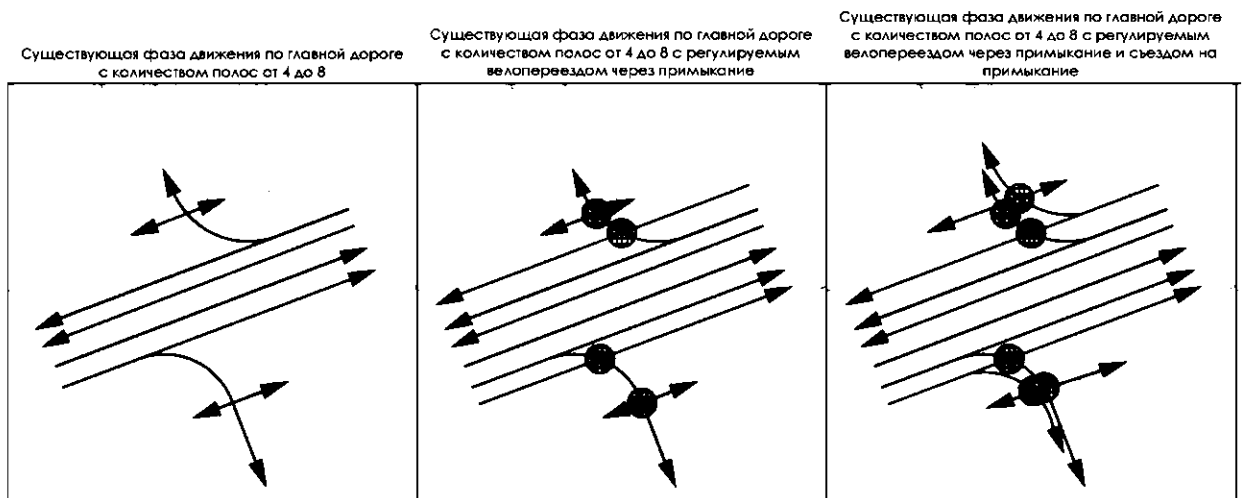 Существующая фаза движения по главной дороге
с количеством полос от 4 до 8
Существующая фаза движения по главной дороге
с количеством полос от 4 до 8 с регулируемым
велопереездом через примыкание
Существующая фаза движения по главной дороге
с количеством полос от 4 до 8 с регулируемым
велопереездом через примыкание и съездом на
примыкание